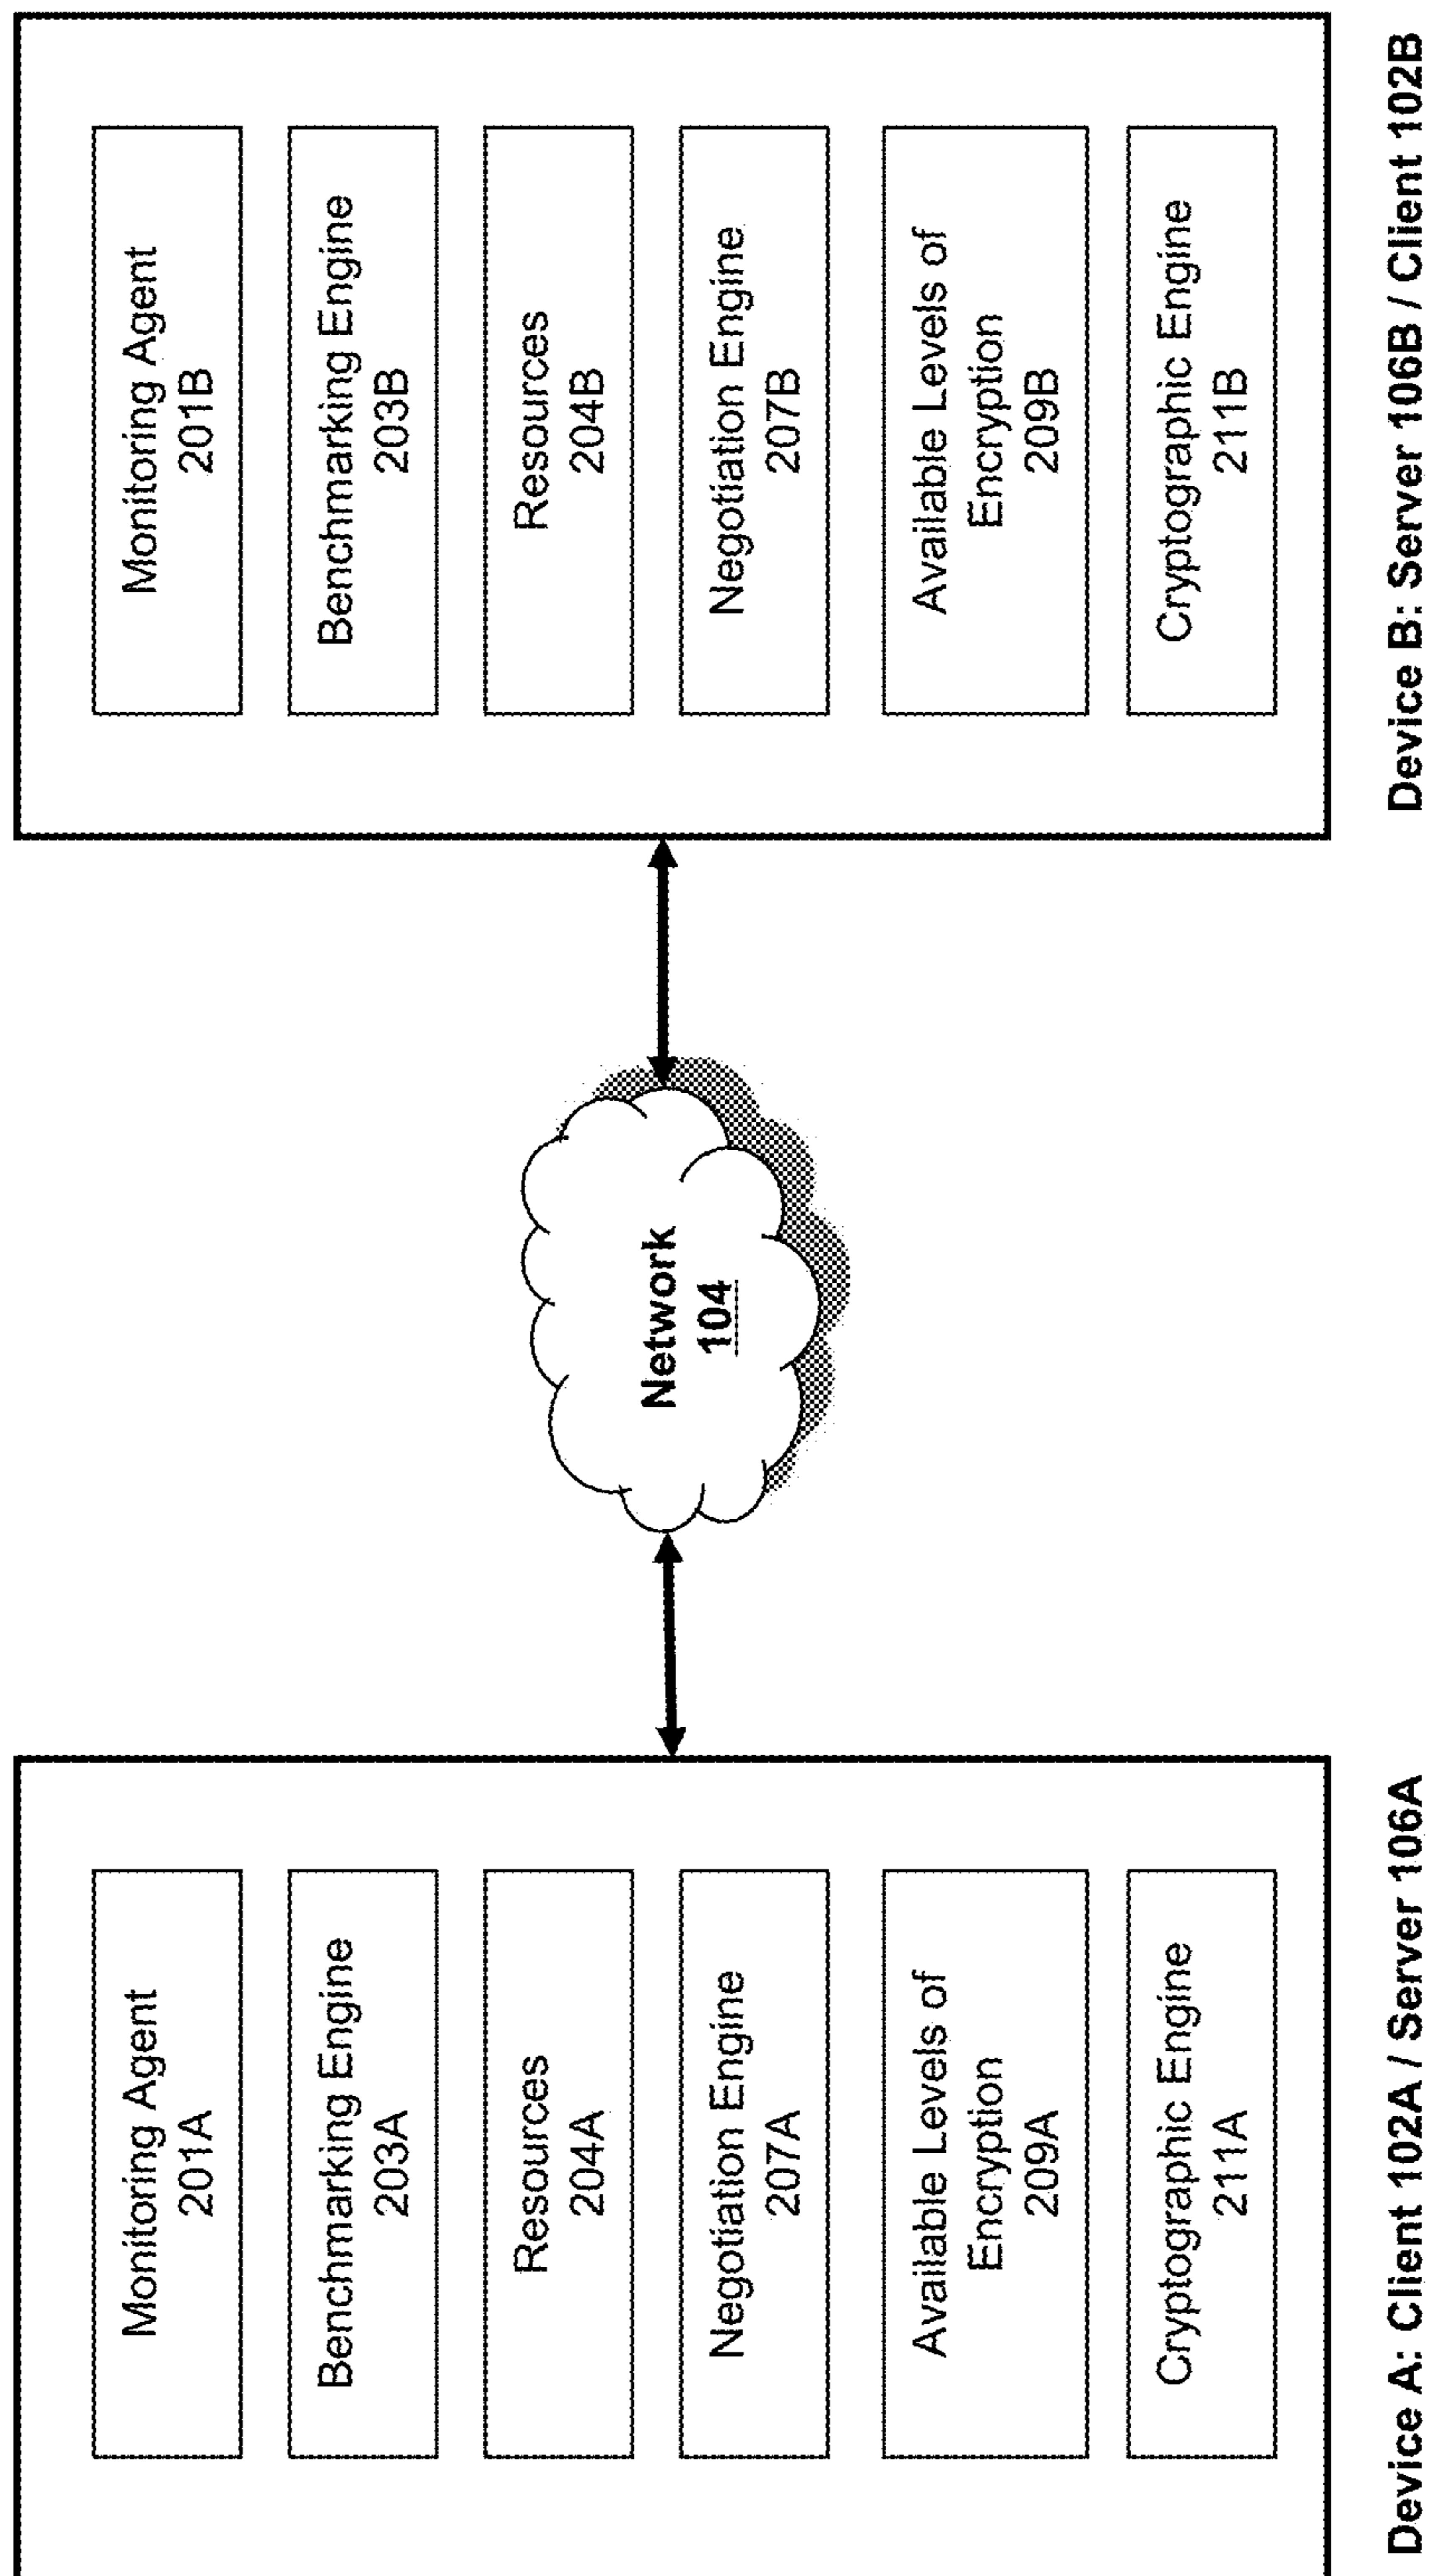 Monitoring Agent
201A
Benchmarking Engine
203A
Resources
204A
Negotiation Engine
207A
Available Levels of
Encryption
209A
Cryptographic Engine
211A
Device A: Client 102A / Server 106A
Network
104
Monitoring Agent
201B
Benchmarking Engine
203B
Resources
204B
Negotiation Engine
207B
Available Levels of
Encryption
209B
Cryptographic Engine
211B
Device B: Server 106B / Client 102B